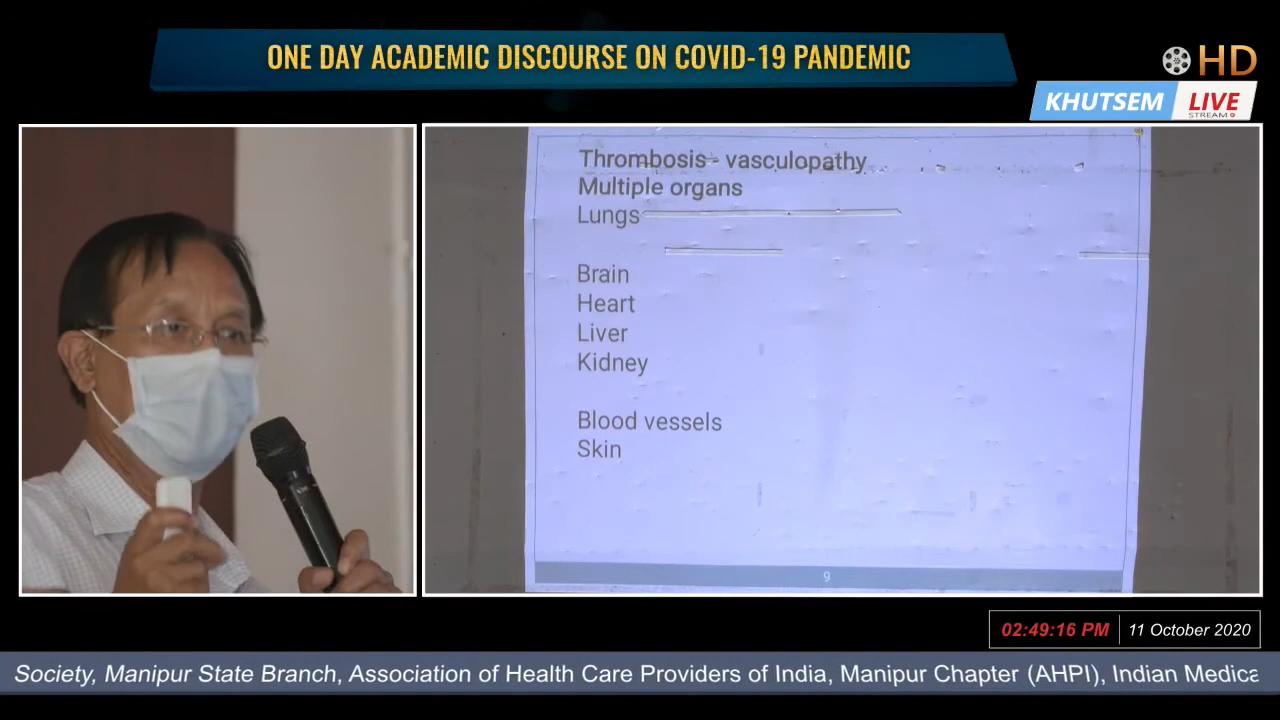 ONE DAY ACADEMIC DISCOURSE ON COVID-19 PANDEMIC
HD
KHUTSEM LIVE
STREAM
Thrombosis - vasculopathy
Multiple organs
Lungs
Brain
Heart
Liver
Kidney
Blood vessels
Skin
9
02:49:16 PM 11 October 2020
Society, Manipur State Branch, Association of Health Care Providers of India, Manipur Chapter (AHPI), Indian Medica